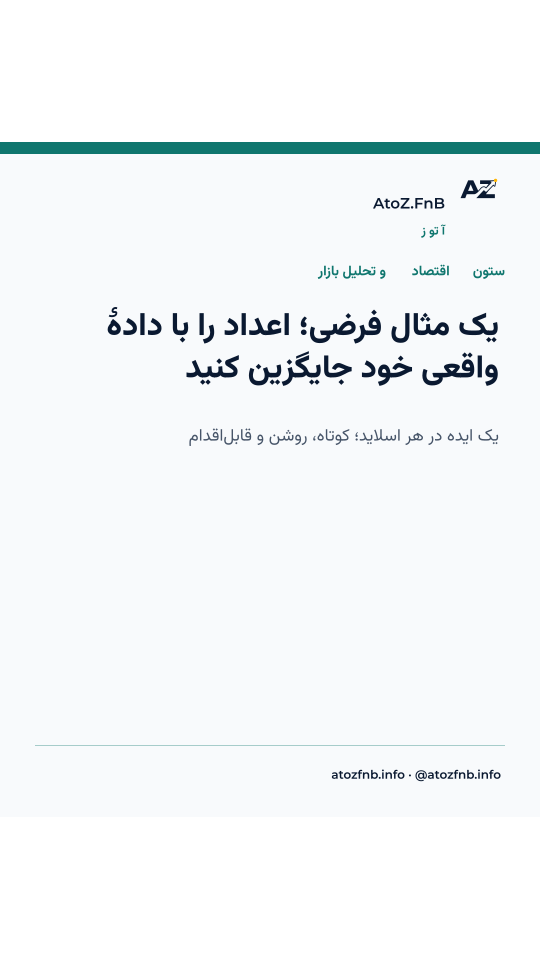 AZ
AtoZ.FnB
آ تو ز
ستون اقتصاد و تحلیل بازار
یک مثال فرضی؛ اعداد را با دادهٔ
واقعی خود جایگزین کنید
یک ایده در هر اسلاید؛ کوتاه، روشن و قابل‌اقدام
atozfnb.info · @atozfnb.info